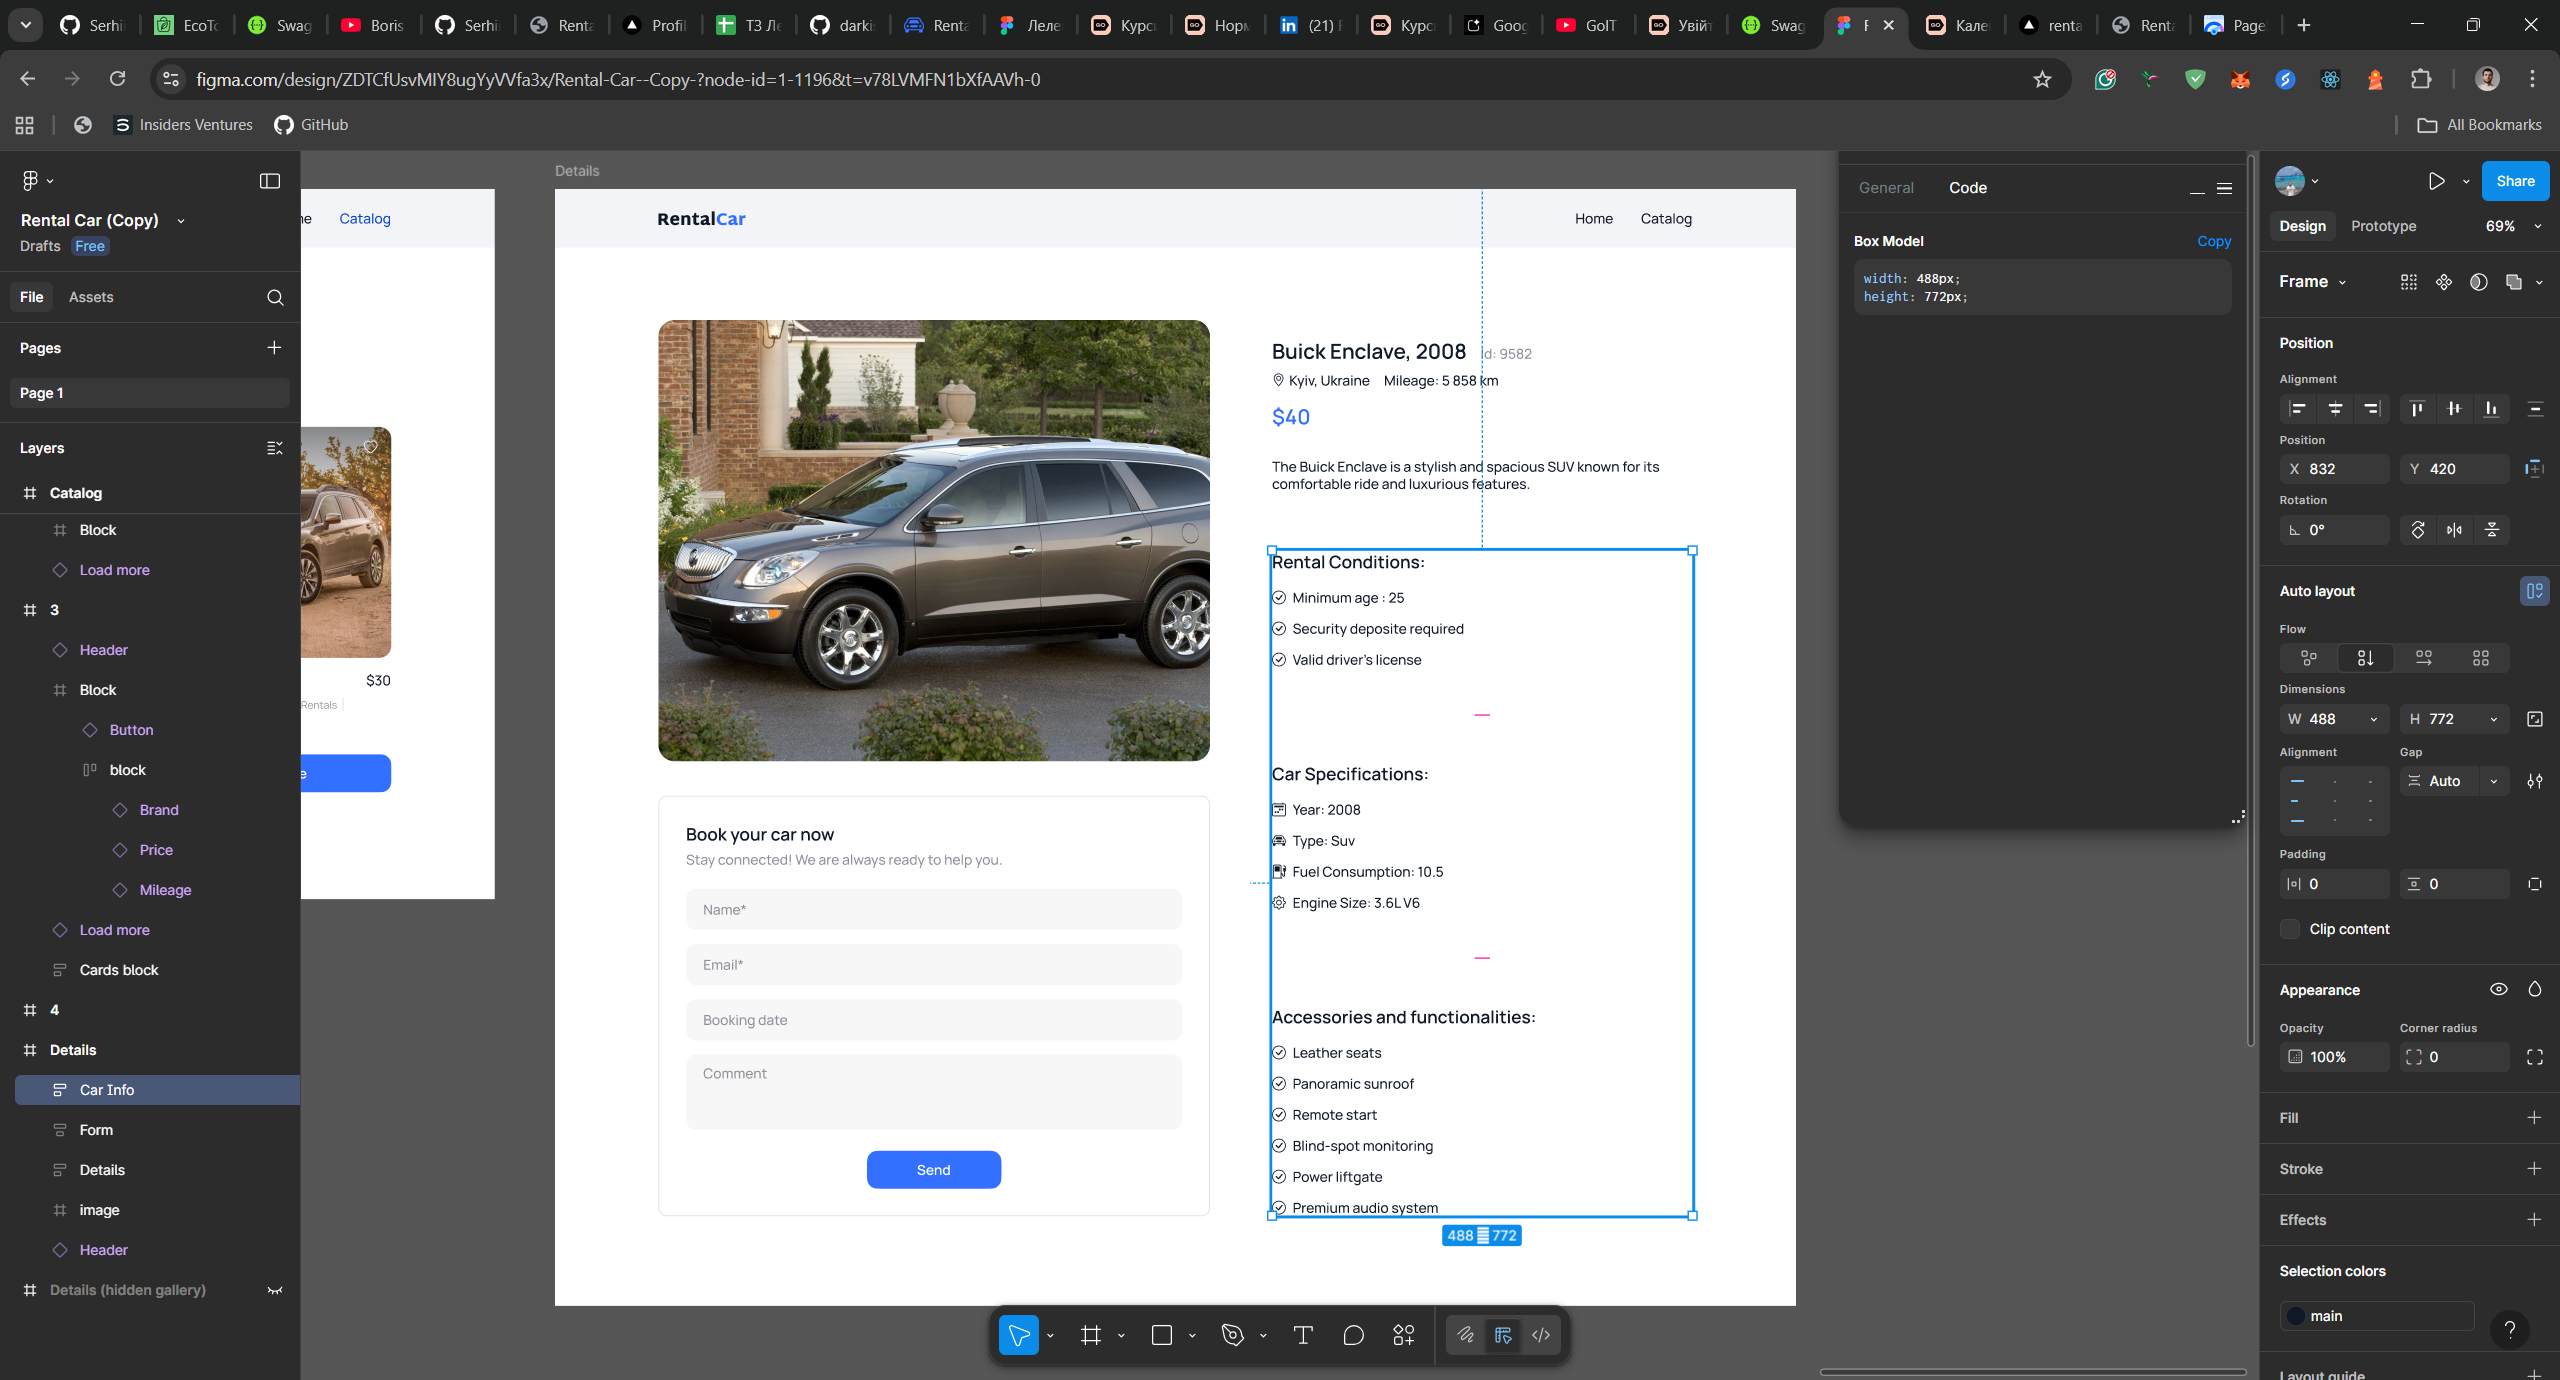 Serhii
EcoTo
Swag
Boris
Serhii
Renta
Profil
ТЗ Ле
darkis
Renta
Леле
Курс
Норм
(21) F
Курс
Goog
GoIT
Увій
Swag
F
Кале
renta
Renta
Page
figma.com/design/ZDTCfUsvMIY8ugYyVVfa3x/Rental-Car--Copy-?node-id=1-1196&t=v78LVMFN1bXfAAVh-0
Insiders Ventures
GitHub
All Bookmarks
Rental Car (Copy)
Drafts Free
File Assets
Pages
Page 1
Layers
Catalog
Block
Load more
3
Header
Block
Button
block
Brand
Price
Mileage
Load more
Cards block
4
Details
Car Info
Form
Details
image
Header
Details (hidden gallery)
me Catalog
$30
Rentals
e
Details
RentalCar
Home Catalog
Buick Enclave, 2008 Id: 9582
Kyiv, Ukraine Mileage: 5 858 km
$40
The Buick Enclave is a stylish and spacious SUV known for its
comfortable ride and luxurious features.
Rental Conditions:
Minimum age : 25
Security deposite required
Valid driver's license
Car Specifications:
Year: 2008
Type: Suv
Fuel Consumption: 10.5
Engine Size: 3.6L V6
Accessories and functionalities:
Leather seats
Panoramic sunroof
Remote start
Blind-spot monitoring
Power liftgate
Premium audio system
488 772
Book your car now
Stay connected! We are always ready to help you.
Name*
Email*
Booking date
Comment
Send
General Code
Box Model Copy
width: 488px;
height: 772px;
Share
Design Prototype 69%
Frame
Position
Alignment
Position
X 832 Y 420
Rotation
0°
Auto layout
Flow
Dimensions
W 488 H 772
Alignment Gap
Auto
Padding
0 0
Clip content
Appearance
Opacity Corner radius
100% 0
Fill
Stroke
Effects
Selection colors
main
?
Layout guide